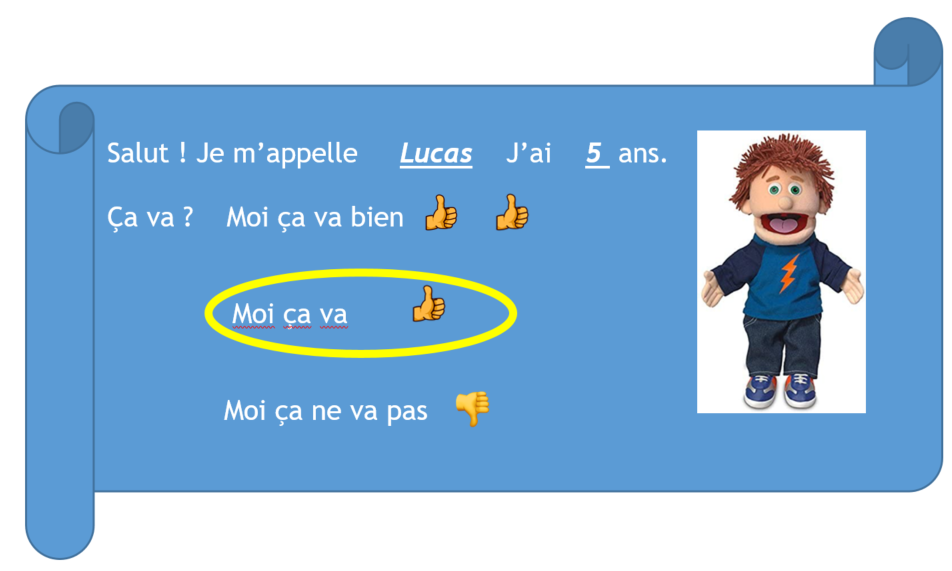 Salut ! Je m’appelle Lucas J’ai 5 ans.
Ça va ? Moi ça va bien
Moi ça va
Moi ça ne va pas